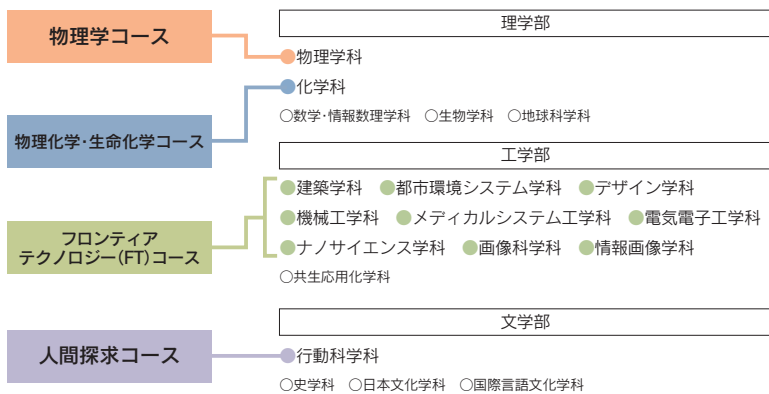 物理学コース
理学部
●物理学科
●化学科
○数学・情報数理学科 ○生物学科 ○地球科学科
物理化学・生命化学コース
工学部
●建築学科 ●都市環境システム学科 ●デザイン学科
●機械工学科 ●メディカルシステム工学科 ●電気電子工学科
●ナノサイエンス学科 ●画像科学科 ●情報画像学科
○共生応用化学科
フロンティア
テクノロジー(FT)コース
文学部
人間探求コース
●行動科学科
○史学科 ○日本文化学科 ○国際言語文化学科